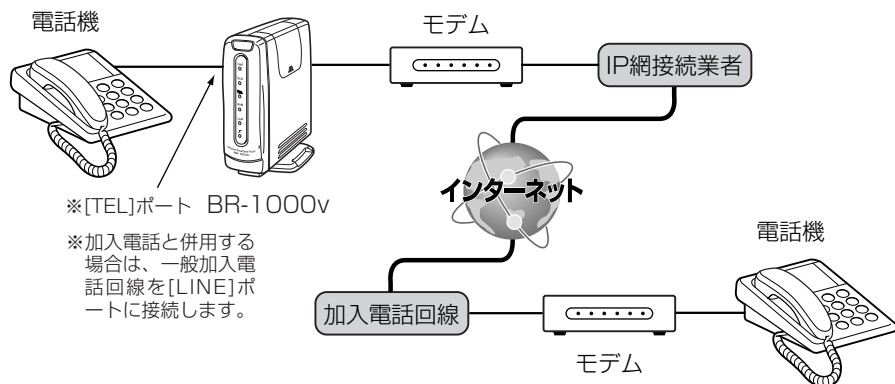 電話機
モデム
IP網接続業者
※[TEL]ポート BR-1000v
※加入電話と併用する
場合は、一般加入電
話回線を[LINE]ポ
ートに接続します。
インターネット
電話機
加入電話回線
モデム